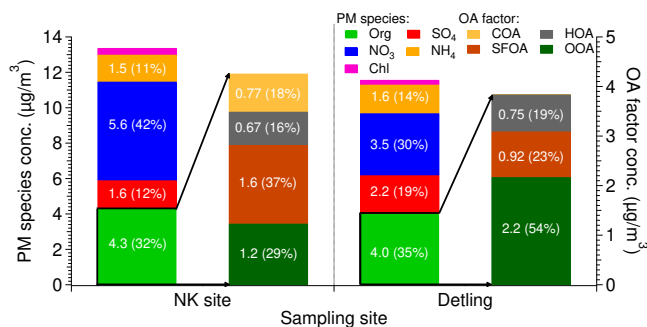 PM species:
OA factor:
Org
SO₄
COA
HOA
NO₃
NH₄
SFOA
OOA
Chl
PM species conc. (µg/m³)
14
12
10
8
6
4
2
0
1.5 (11%)
5.6 (42%)
1.6 (12%)
4.3 (32%)
0.77 (18%)
0.67 (16%)
1.6 (37%)
1.2 (29%)
1.6 (14%)
3.5 (30%)
2.2 (19%)
4.0 (35%)
0.75 (19%)
0.92 (23%)
2.2 (54%)
5
4
3
2
1
0
OA factor conc. (µg/m³)
NK site
Detling
Sampling site